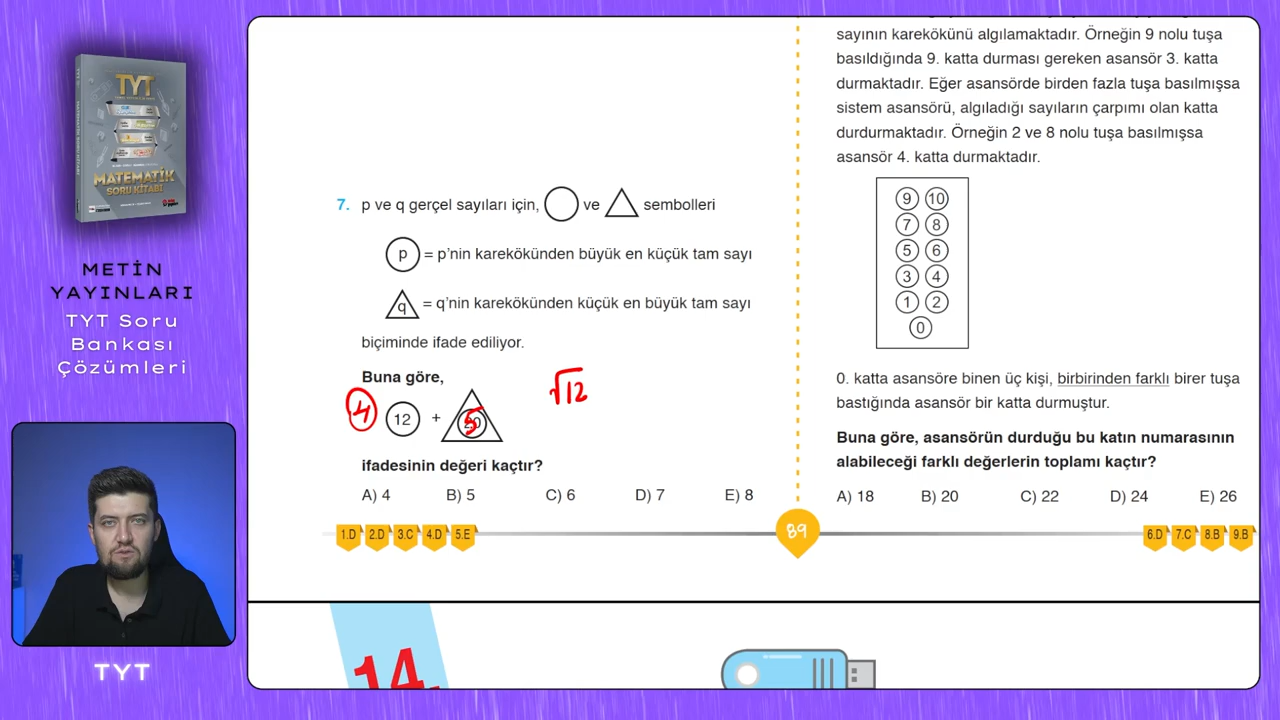 TYT
MATEMATİK
SORU KİTABI
METİN
YAYINLARI
TYT Soru
Bankası
Çözümleri
TYT
7. p ve q gerçel sayıları için, ve sembolleri
p = p'nin karekökünden büyük en küçük tam sayı
q = q'nin karekökünden küçük en büyük tam sayı
biçiminde ifade ediliyor.
Buna göre,
√12
4 12 + 5
ifadesinin değeri kaçtır?
A) 4 B) 5 C) 6 D) 7 E) 8
1.D 2.D 3.C 4.D 5.E
sayının karekökünü algılamaktadır. Örneğin 9 nolu tuşa
basıldığında 9. katta durması gereken asansör 3. katta
durmaktadır. Eğer asansörde birden fazla tuşa basılmışsa
sistem asansörü, algıladığı sayıların çarpımı olan katta
durdurmaktadır. Örneğin 2 ve 8 nolu tuşa basılmışsa
asansör 4. katta durmaktadır.
9 10
7 8
5 6
3 4
1 2
0
0. katta asansöre binen üç kişi, birbirinden farklı birer tuşa
bastığında asansör bir katta durmuştur.
Buna göre, asansörün durduğu bu katın numarasının
alabileceği farklı değerlerin toplamı kaçtır?
A) 18 B) 20 C) 22 D) 24 E) 26
89
6.D 7.C 8.B 9.B
14.